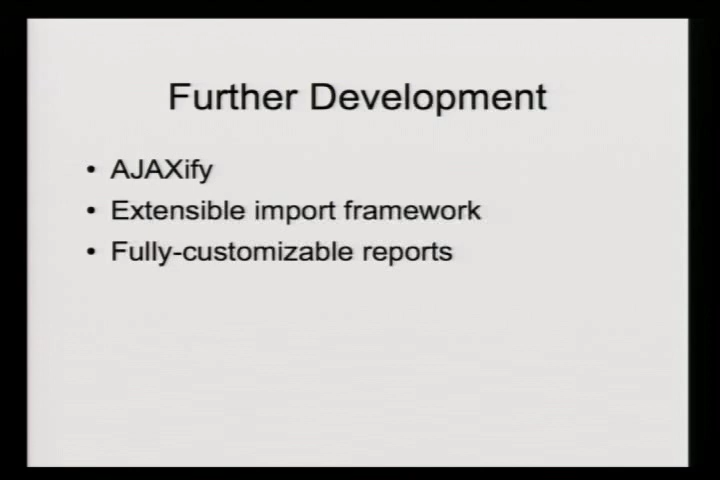 Further Development
• AJAXify
• Extensible import framework
• Fully-customizable reports